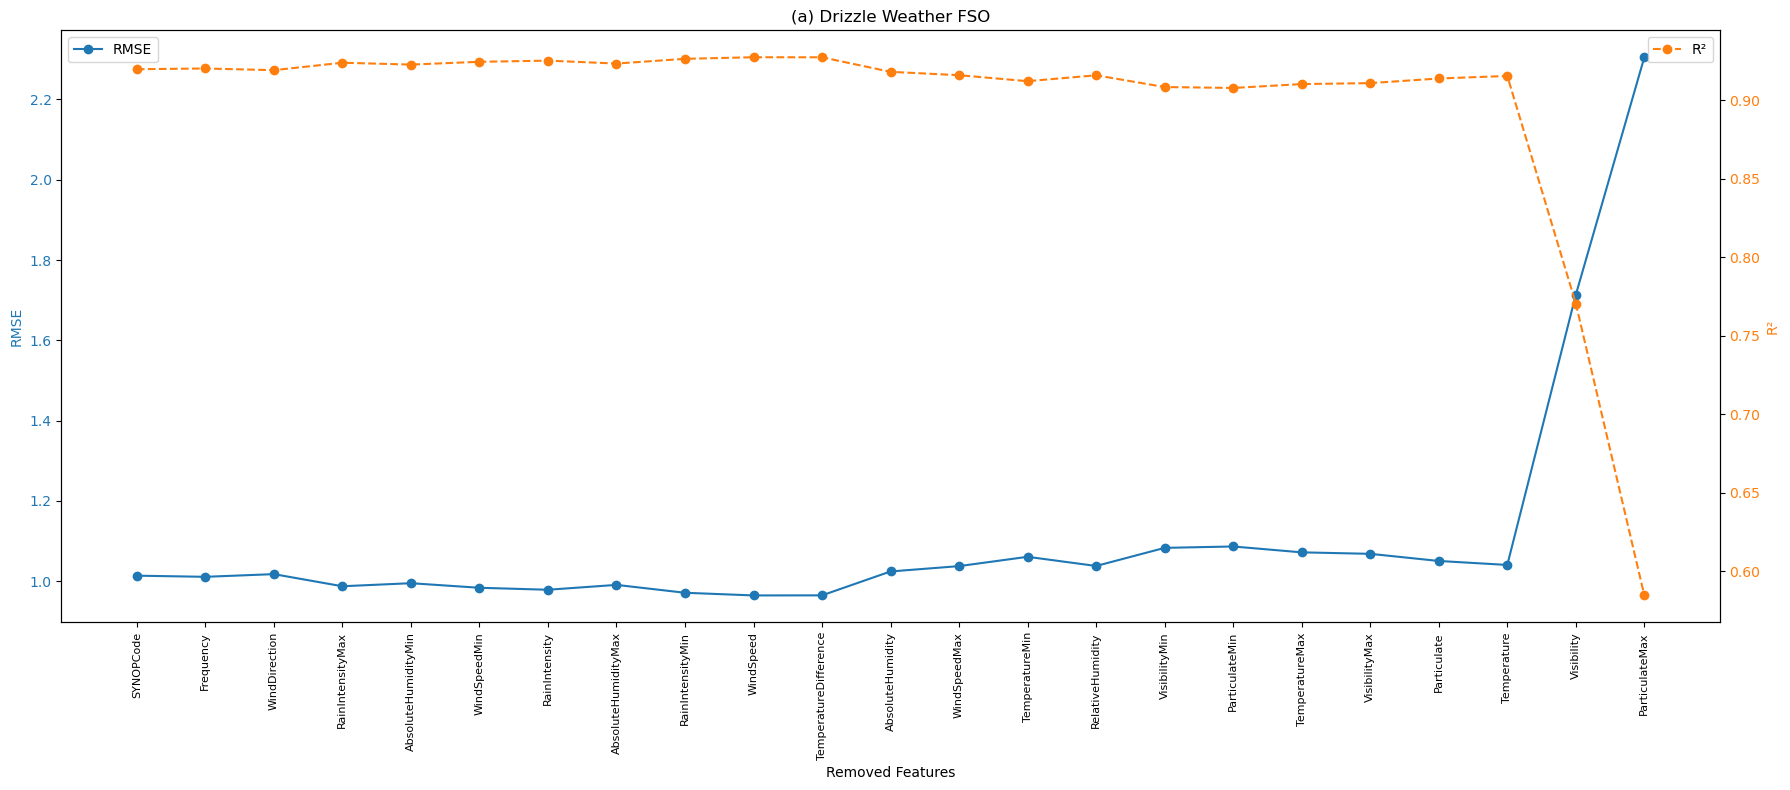 (a) Drizzle Weather FSO
RMSE
R²
2.2
2.0
1.8
1.6
1.4
1.2
1.0
RMSE
0.90
0.85
0.80
0.75
0.70
0.65
0.60
R²
SYNOPCode
Frequency
WindDirection
RainIntensityMax
AbsoluteHumidityMin
WindSpeedMin
RainIntensity
AbsoluteHumidityMax
RainIntensityMin
WindSpeed
TemperatureDifference
AbsoluteHumidity
WindSpeedMax
TemperatureMin
RelativeHumidity
VisibilityMin
ParticulateMin
TemperatureMax
VisibilityMax
Particulate
Temperature
Visibility
ParticulateMax
Removed Features